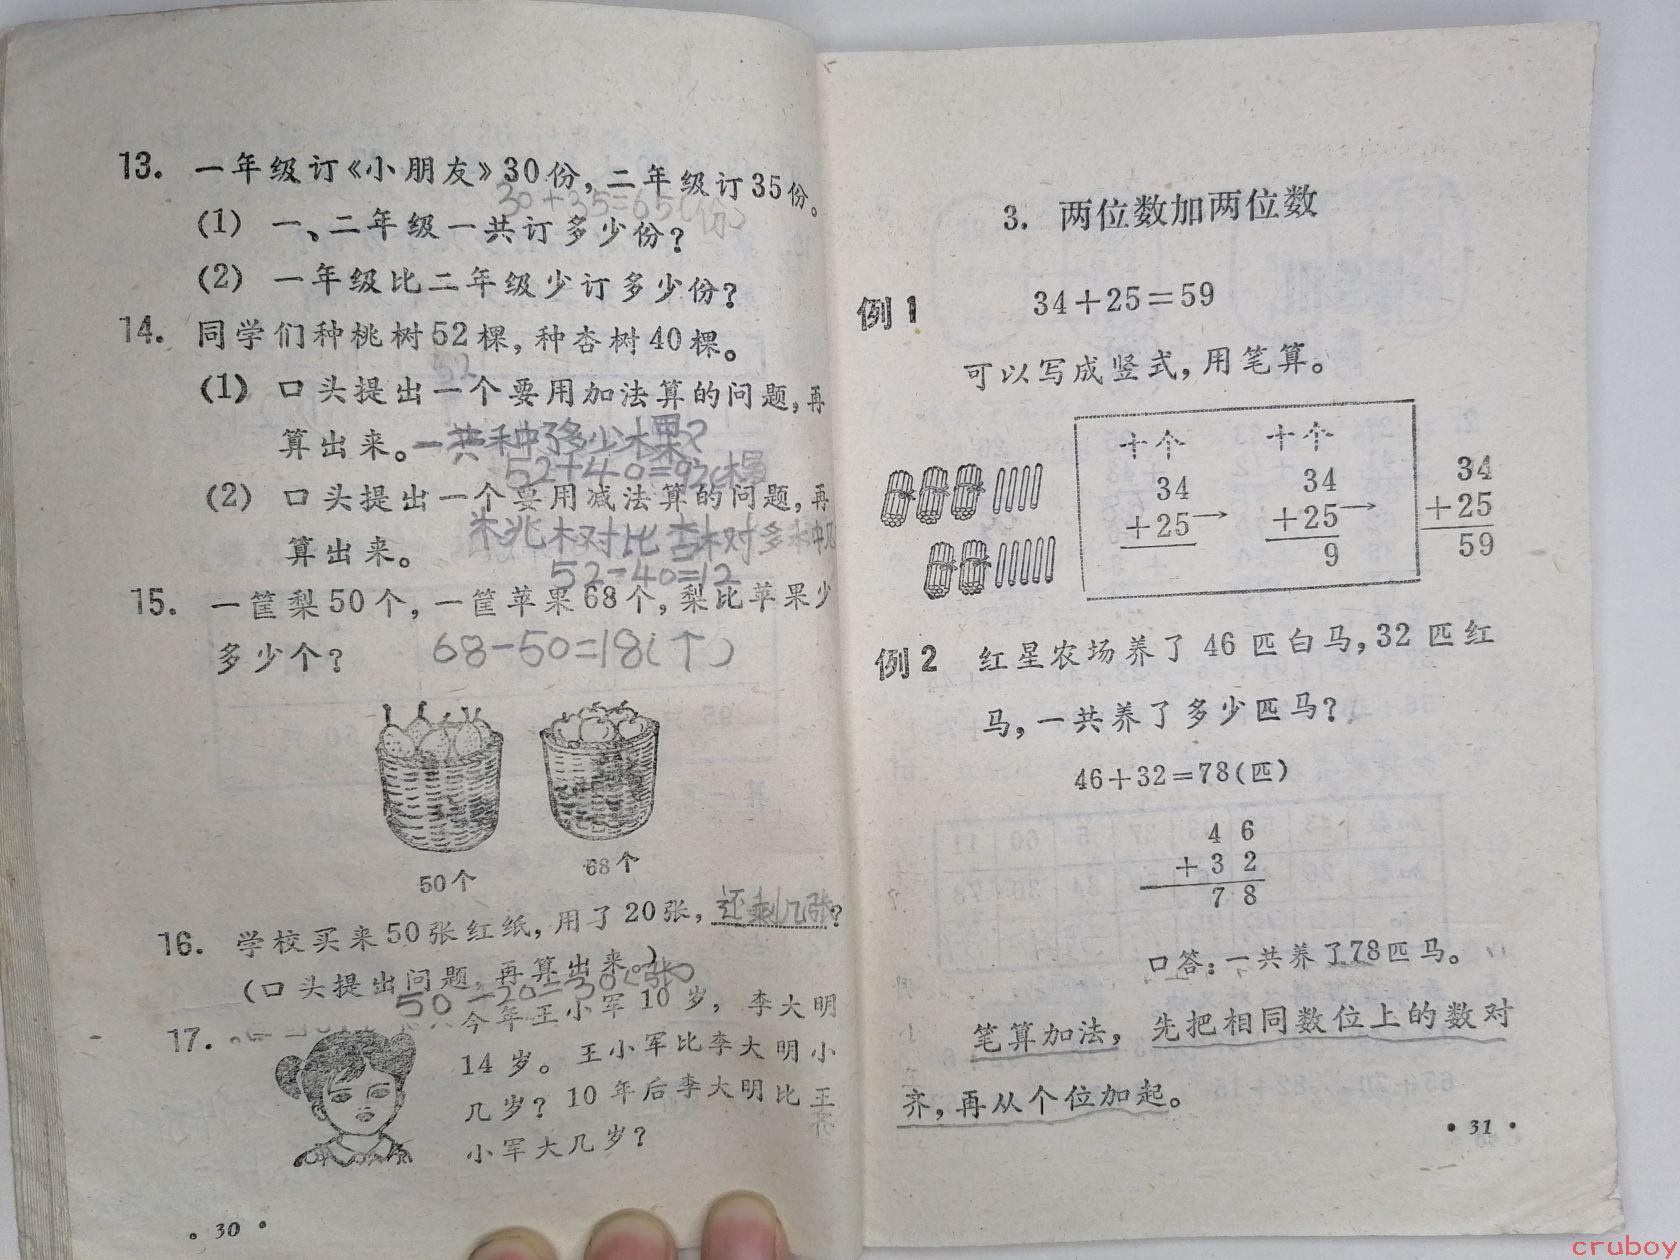 13. 一年级订《小朋友》30份，二年级订35份。
30+35=65(份)
(1) 一、二年级一共订多少份？
(2) 一年级比二年级少订多少份？
14. 同学们种桃树52棵，种杏树40棵。
52
(1) 口头提出一个要用加法算的问题，再
算出来。一共种了多少棵？
52+40=92(棵
(2) 口头提出一个要用减法算的问题，再
算出来。桃树比杏树多
52-40=12
15. 一筐梨50个，一筐苹果68个，梨比苹果少
多少个？ 68-50=18(个)
50个 68个
16. 学校买来50张红纸，用了20张，还剩几张？
(口头提出问题，再算出来。)
50-20=30(张)
17. 今年王小军10岁，李大明
14岁。王小军比李大明小
几岁？10年后李大明比王
小军大几岁？
• 30 •
3. 两位数加两位数
例1 34+25=59
可以写成竖式，用笔算。
十个 十个
34 34 34
+25→ +25→ +25
9 59
例2 红星农场养了46匹白马，32匹红
马，一共养了多少匹马？
46+32=78(匹)
4 6
+ 3 2
7 8
口答：一共养了78匹马。
笔算加法，先把相同数位上的数对
齐，再从个位加起。
• 31 •
cruboy